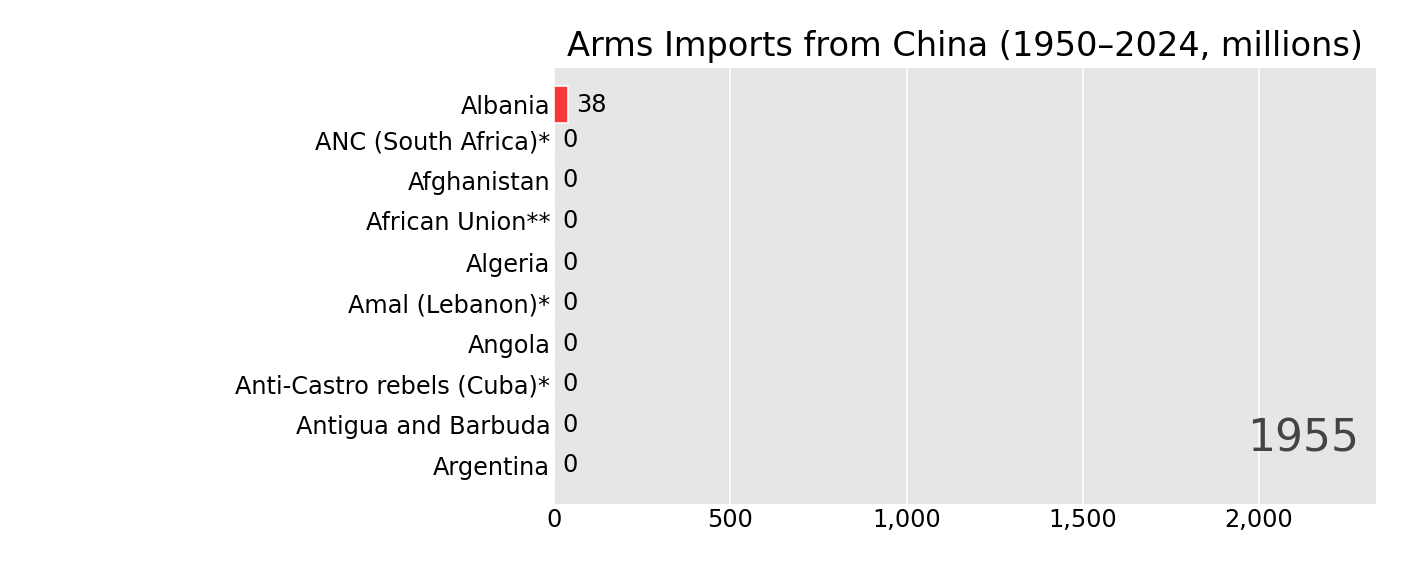 Arms Imports from China (1950–2024, millions)
Albania 38
ANC (South Africa)* 0
Afghanistan 0
African Union** 0
Algeria 0
Amal (Lebanon)* 0
Angola 0
Anti-Castro rebels (Cuba)* 0
Antigua and Barbuda 0
Argentina 0
1955
0 500 1,000 1,500 2,000